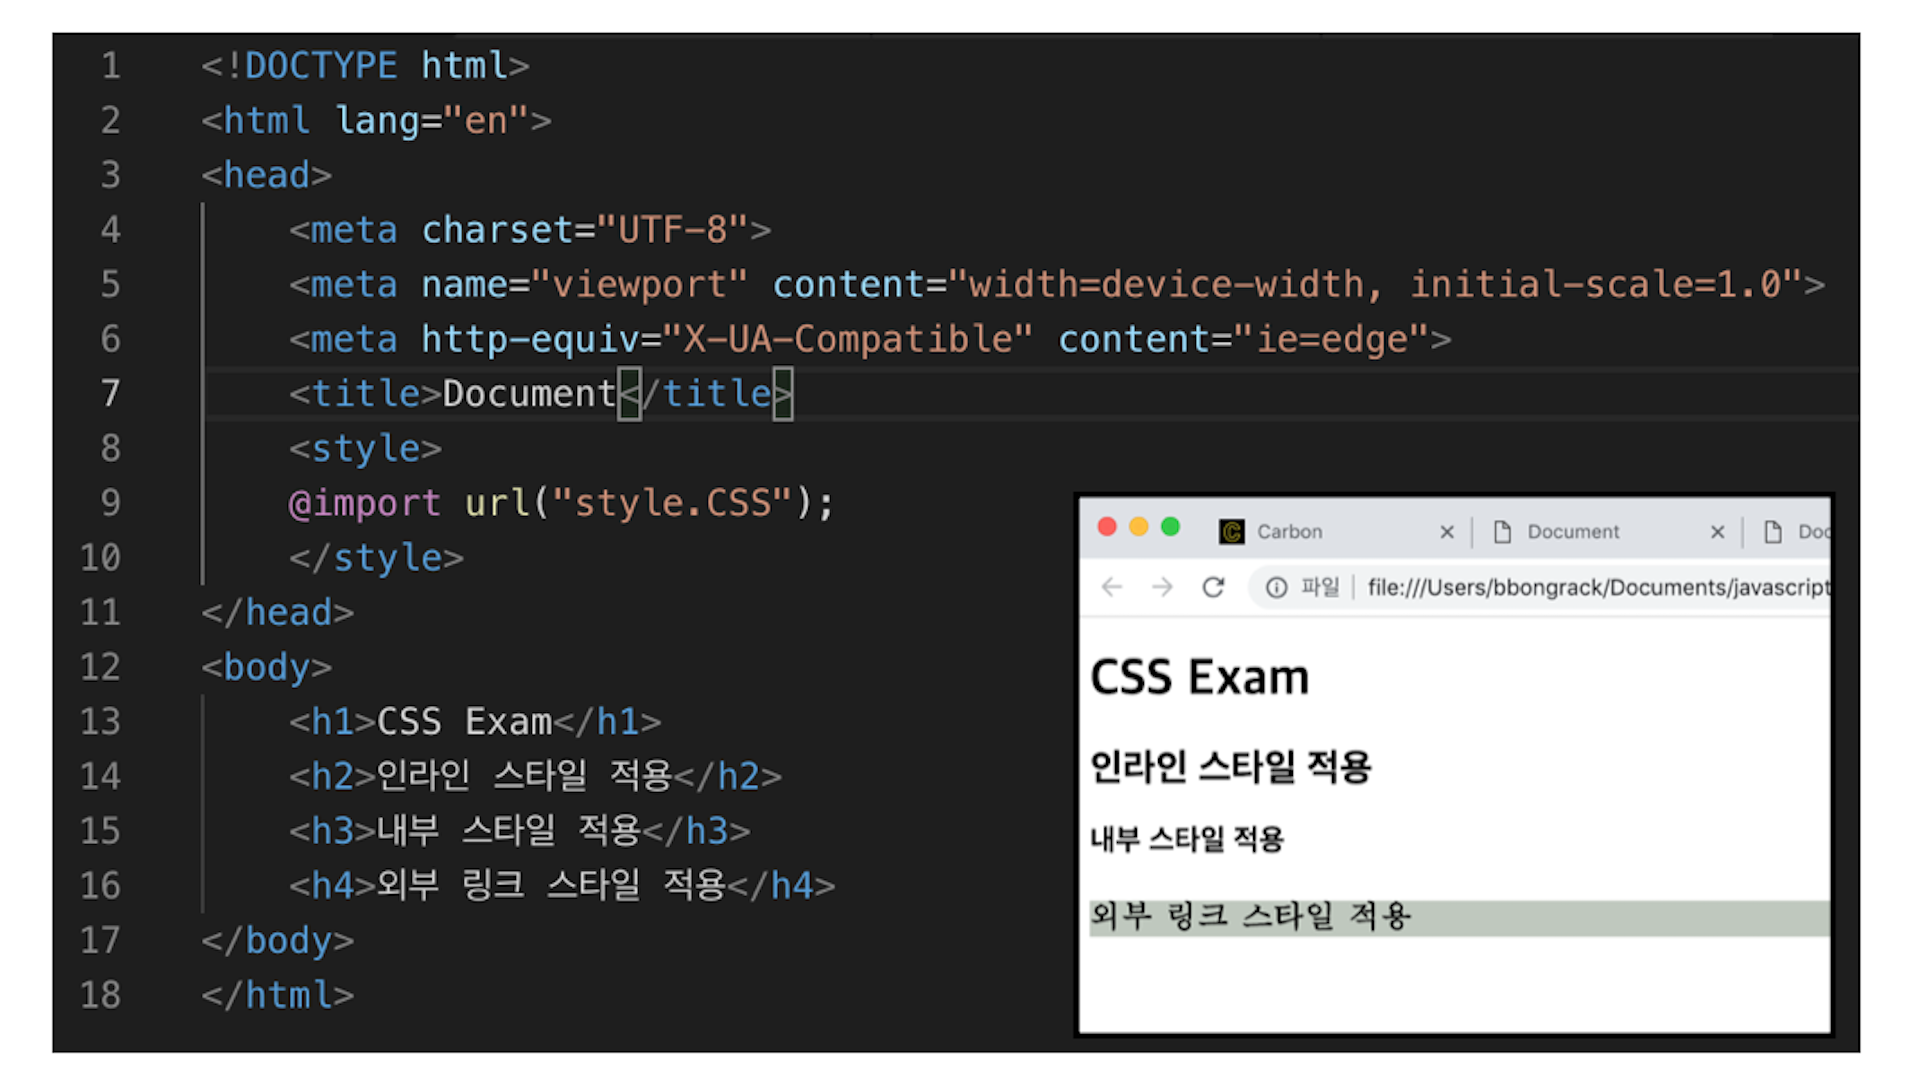 1 <!DOCTYPE html>
2 <html lang="en">
3 <head>
4 <meta charset="UTF-8">
5 <meta name="viewport" content="width=device-width, initial-scale=1.0">
6 <meta http-equiv="X-UA-Compatible" content="ie=edge">
7 <title>Document</title>
8 <style>
9 @import url("style.CSS");
10 </style>
11 </head>
12 <body>
13 <h1>CSS Exam</h1>
14 <h2>인라인 스타일 적용</h2>
15 <h3>내부 스타일 적용</h3>
16 <h4>외부 링크 스타일 적용</h4>
17 </body>
18 </html>
Carbon Document Doc
파일 file:///Users/bbongrack/Documents/javascript
CSS Exam
인라인 스타일 적용
내부 스타일 적용
외부 링크 스타일 적용